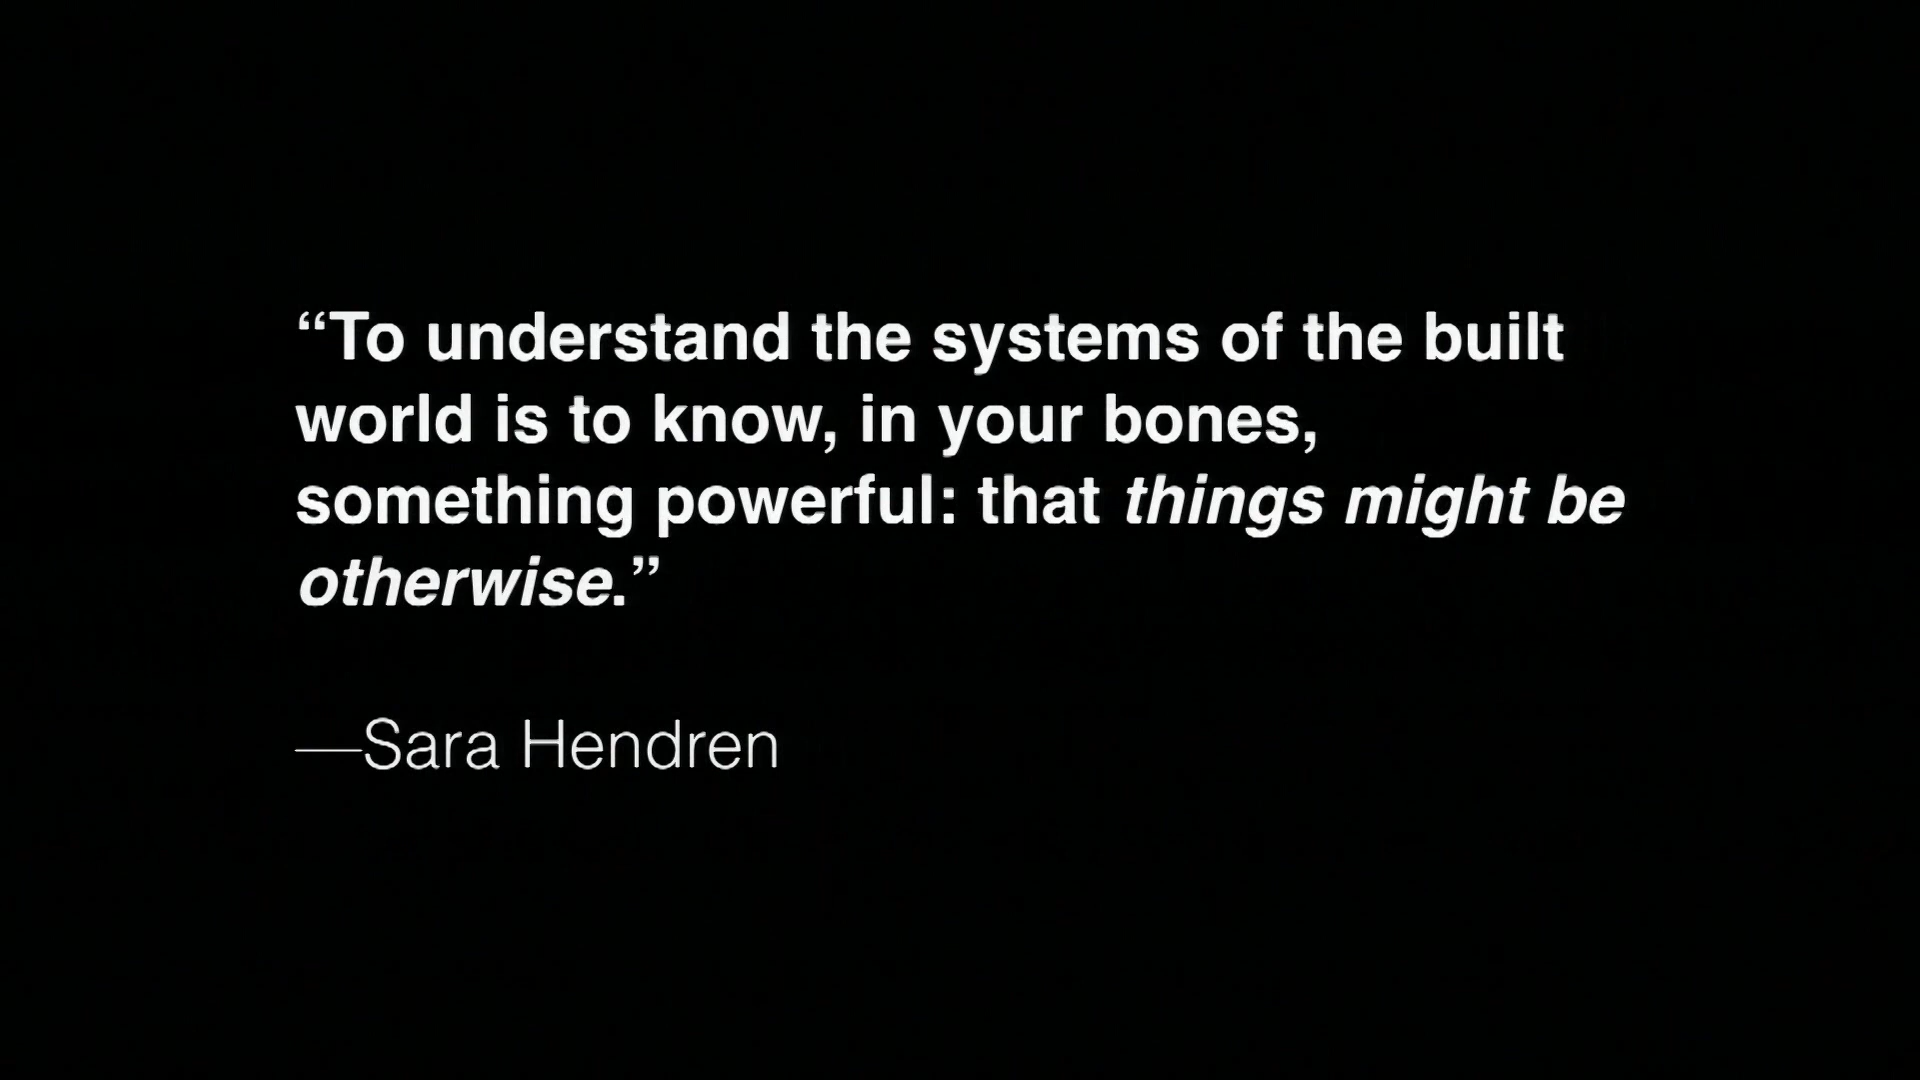 “To understand the systems of the built
world is to know, in your bones,
something powerful: that things might be
otherwise.”
—Sara Hendren